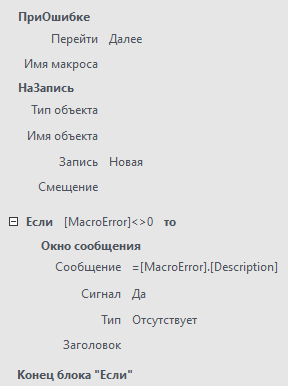 ПриОшибке
Перейти Далее
Имя макроса
НаЗапись
Тип объекта
Имя объекта
Запись Новая
Смещение
Если [MacroError]<>0 то
Окно сообщения
Сообщение =[MacroError].[Description]
Сигнал Да
Тип Отсутствует
Заголовок
Конец блока "Если"